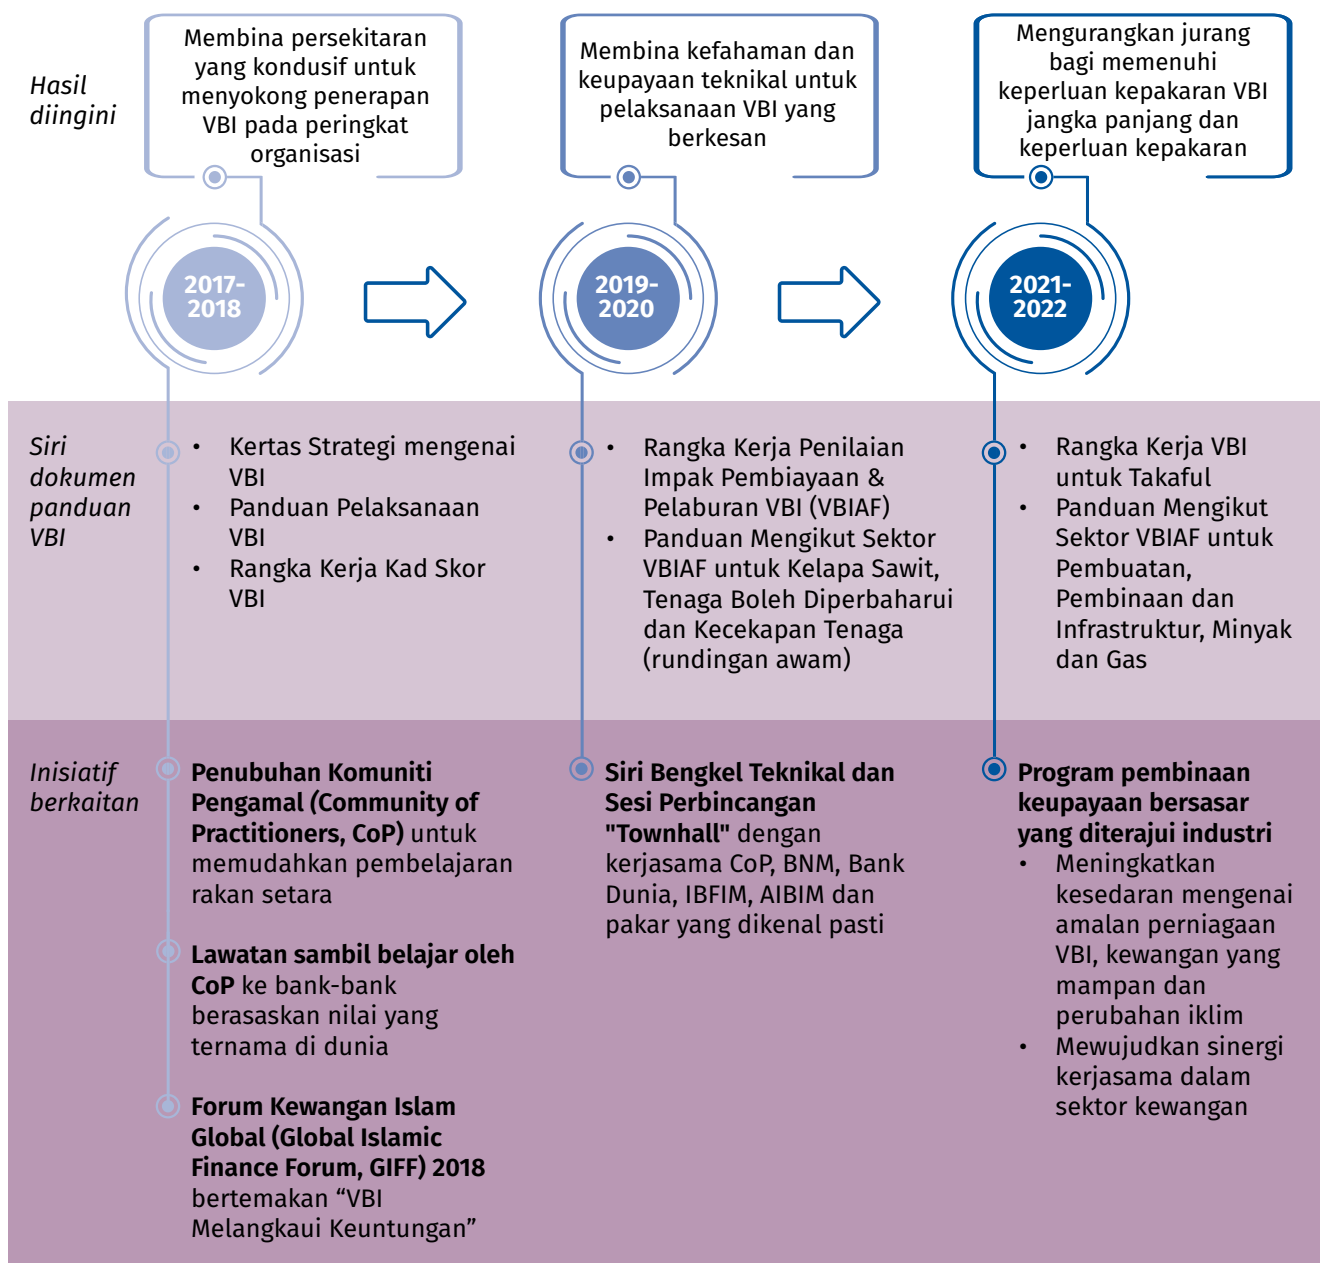 Hasil
diingini
Membina persekitaran
yang kondusif untuk
menyokong penerapan
VBI pada peringkat
organisasi
Membina kefahaman dan
keupayaan teknikal untuk
pelaksanaan VBI yang
berkesan
Mengurangkan jurang
bagi memenuhi
keperluan kepakaran VBI
jangka panjang dan
keperluan kepakaran
2017-
2018
2019-
2020
2021-
2022
Siri
dokumen
panduan
VBI
• Kertas Strategi mengenai
VBI
• Panduan Pelaksanaan
VBI
• Rangka Kerja Kad Skor
VBI
• Rangka Kerja Penilaian
Impak Pembiayaan &
Pelaburan VBI (VBIAF)
• Panduan Mengikut Sektor
VBIAF untuk Kelapa Sawit,
Tenaga Boleh Diperbaharui
dan Kecekapan Tenaga
(rundingan awam)
• Rangka Kerja VBI
untuk Takaful
• Panduan Mengikut
Sektor VBIAF untuk
Pembuatan,
Pembinaan dan
Infrastruktur, Minyak
dan Gas
Inisiatif
berkaitan
Penubuhan Komuniti
Pengamal (Community of
Practitioners, CoP) untuk
memudahkan pembelajaran
rakan setara
Lawatan sambil belajar oleh
CoP ke bank-bank
berasaskan nilai yang
ternama di dunia
Forum Kewangan Islam
Global (Global Islamic
Finance Forum, GIFF) 2018
bertemakan “VBI
Melangkaui Keuntungan”
Siri Bengkel Teknikal dan
Sesi Perbincangan
"Townhall" dengan
kerjasama CoP, BNM, Bank
Dunia, IBFIM, AIBIM dan
pakar yang dikenal pasti
Program pembinaan
keupayaan bersasar
yang diterajui industri
• Meningkatkan
kesedaran mengenai
amalan perniagaan
VBI, kewangan yang
mampan dan
perubahan iklim
• Mewujudkan sinergi
kerjasama dalam
sektor kewangan